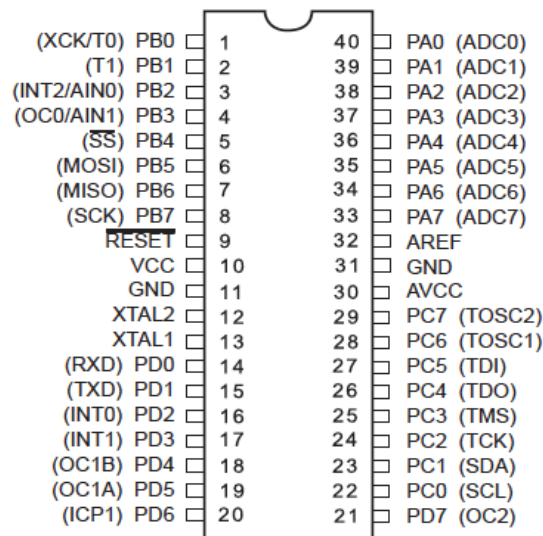 (XCK/T0) PB0 1 40 PA0 (ADC0)
(T1) PB1 2 39 PA1 (ADC1)
(INT2/AIN0) PB2 3 38 PA2 (ADC2)
(OC0/AIN1) PB3 4 37 PA3 (ADC3)
(S̅S̅) PB4 5 36 PA4 (ADC4)
(MOSI) PB5 6 35 PA5 (ADC5)
(MISO) PB6 7 34 PA6 (ADC6)
(SCK) PB7 8 33 PA7 (ADC7)
R̅E̅S̅E̅T̅ 9 32 AREF
VCC 10 31 GND
GND 11 30 AVCC
XTAL2 12 29 PC7 (TOSC2)
XTAL1 13 28 PC6 (TOSC1)
(RXD) PD0 14 27 PC5 (TDI)
(TXD) PD1 15 26 PC4 (TDO)
(INT0) PD2 16 25 PC3 (TMS)
(INT1) PD3 17 24 PC2 (TCK)
(OC1B) PD4 18 23 PC1 (SDA)
(OC1A) PD5 19 22 PC0 (SCL)
(ICP1) PD6 20 21 PD7 (OC2)